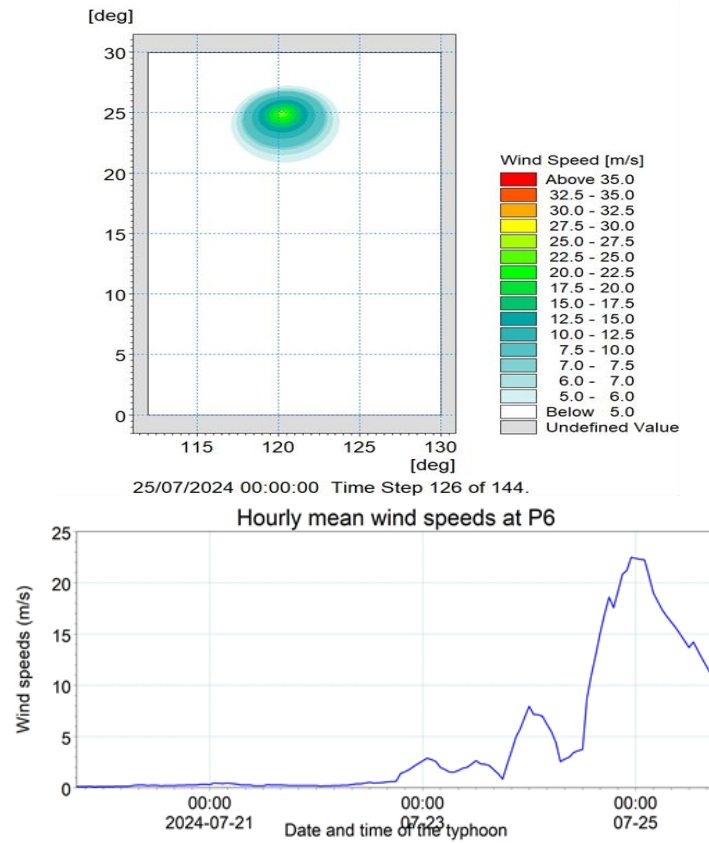 [deg]
30
25
20
15
10
5
0
115 120 125 130
[deg]
25/07/2024 00:00:00 Time Step 126 of 144.
Wind Speed [m/s]
Above 35.0
32.5 - 35.0
30.0 - 32.5
27.5 - 30.0
25.0 - 27.5
22.5 - 25.0
20.0 - 22.5
17.5 - 20.0
15.0 - 17.5
12.5 - 15.0
10.0 - 12.5
7.5 - 10.0
7.0 - 7.5
6.0 - 7.0
5.0 - 6.0
Below 5.0
Undefined Value
Hourly mean wind speeds at P6
Wind speeds (m/s)
25
20
15
10
5
0
00:00 00:00 00:00
2024-07-21 07-23 07-25
Date and time of the typhoon